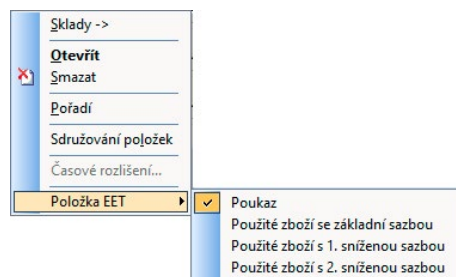 Sklady ->
Otevřít
Smazat
Pořadí
Sdružování položek
Časové rozlišení...
Položka EET
Poukaz
Použité zboží se základní sazbou
Použité zboží s 1. sníženou sazbou
Použité zboží s 2. sníženou sazbou